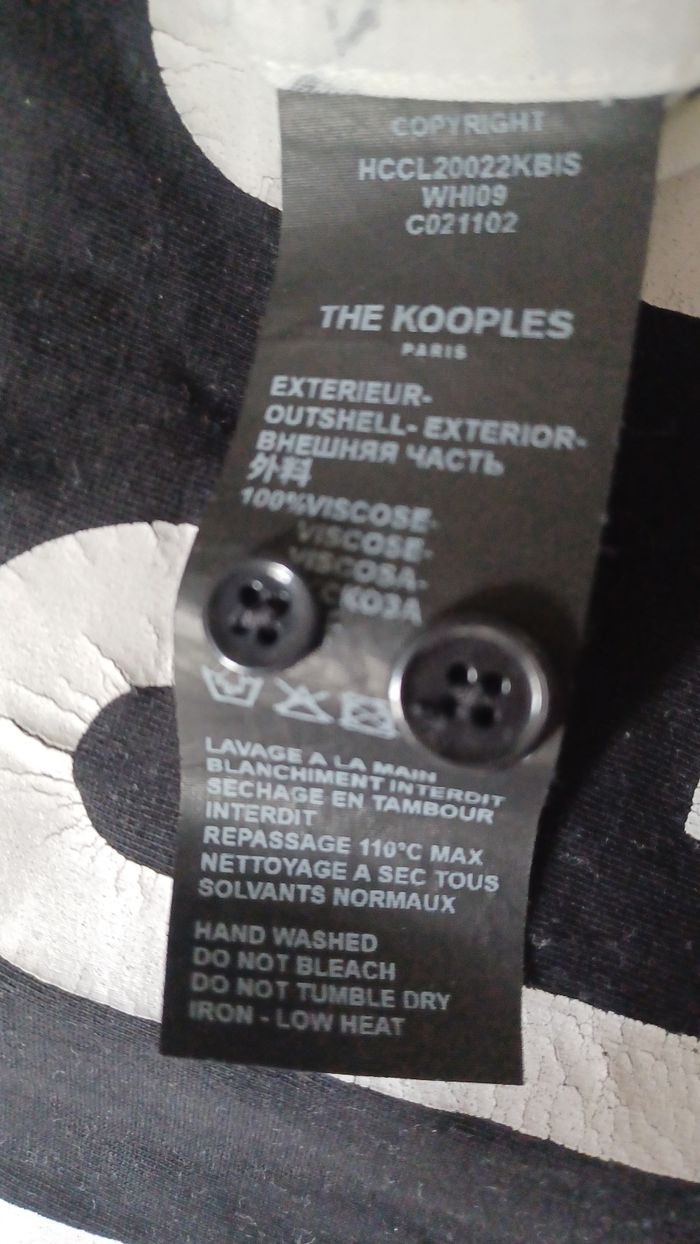 COPYRIGHT
HCCL20022KBIS
WHI09
C021102
THE KOOPLES
PARIS
EXTERIEUR-
OUTSHELL- EXTERIOR-
ВНЕШНЯЯ ЧАСТЬ
外料
100%VISCOSE-
VISCOSE-
VISCOSA-
LAVAGE A LA MAIN
BLANCHIMENT INTERDIT
SECHAGE EN TAMBOUR
INTERDIT
REPASSAGE 110°C MAX
NETTOYAGE A SEC TOUS
SOLVANTS NORMAUX
HAND WASHED
DO NOT BLEACH
DO NOT TUMBLE DRY
IRON - LOW HEAT